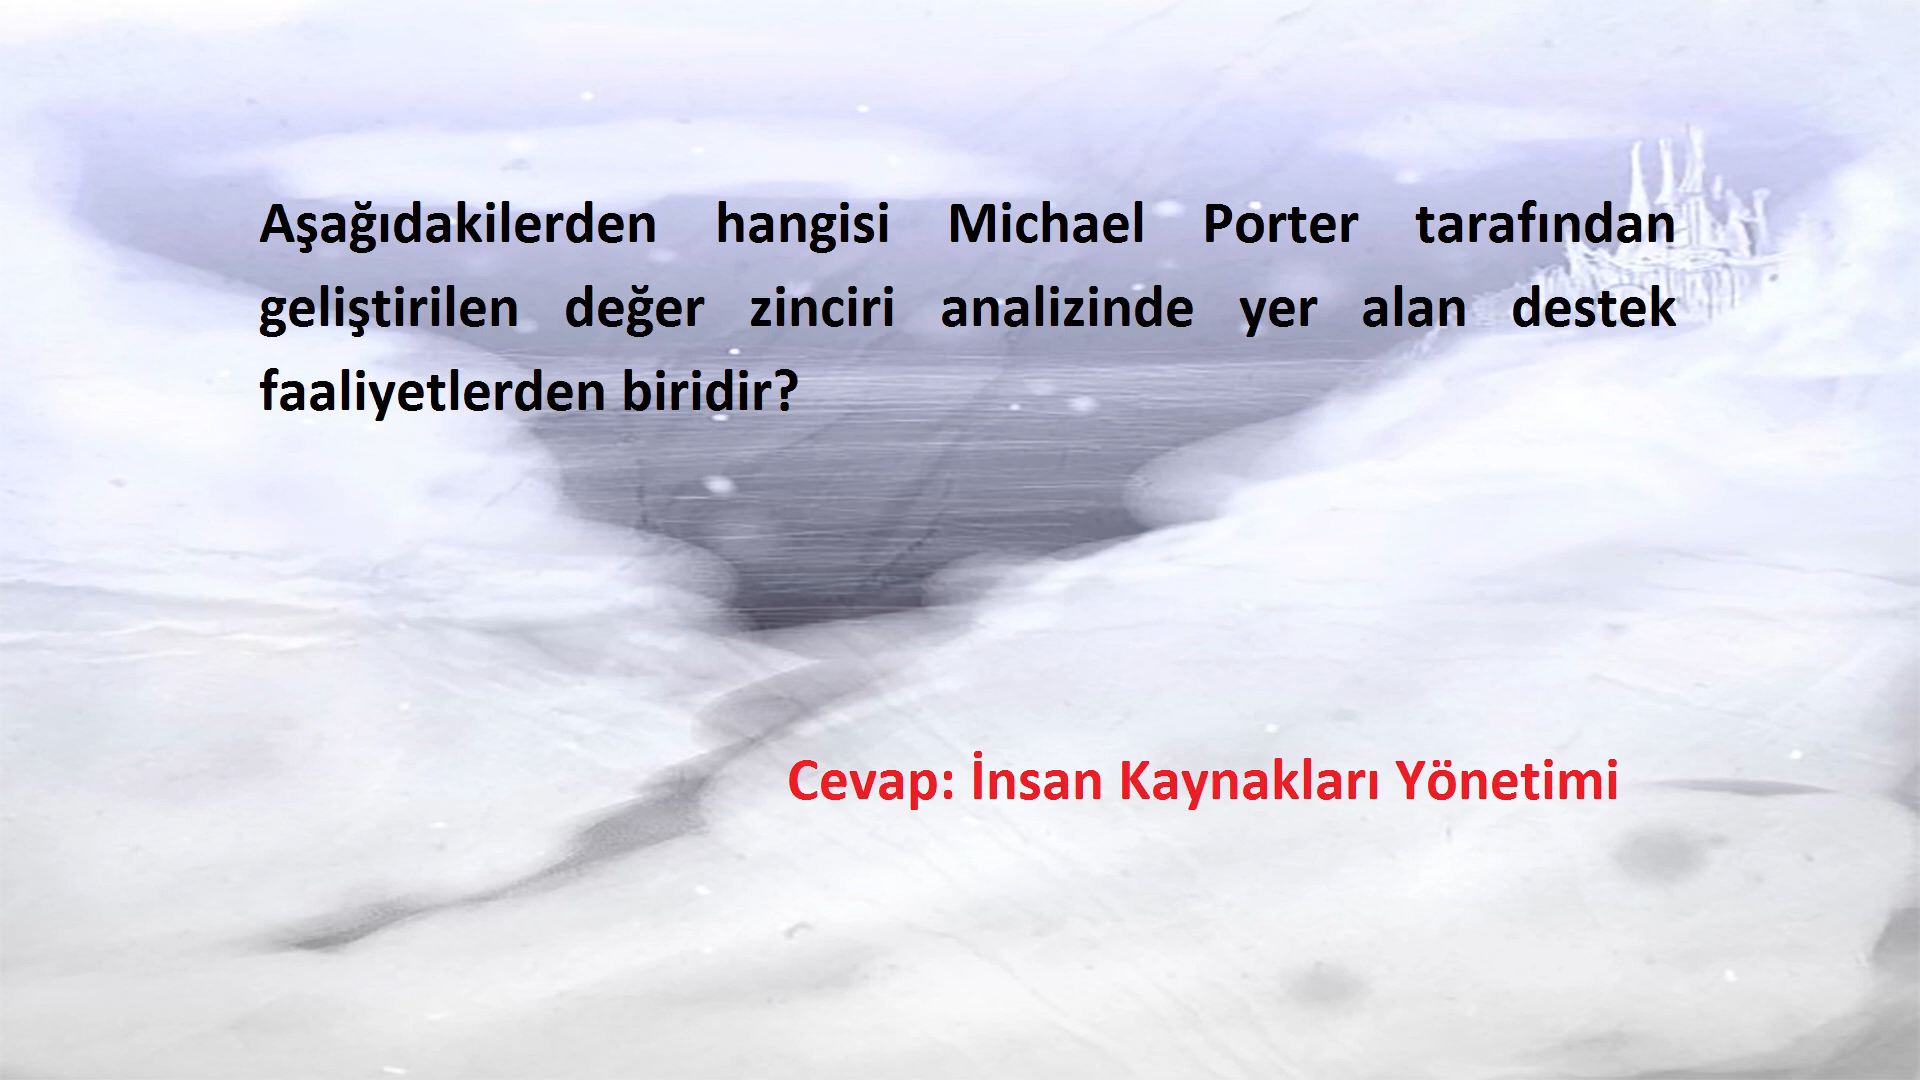 Aşağıdakilerden hangisi Michael Porter tarafından
geliştirilen değer zinciri analizinde yer alan destek
faaliyetlerden biridir?
Cevap: İnsan Kaynakları Yönetimi